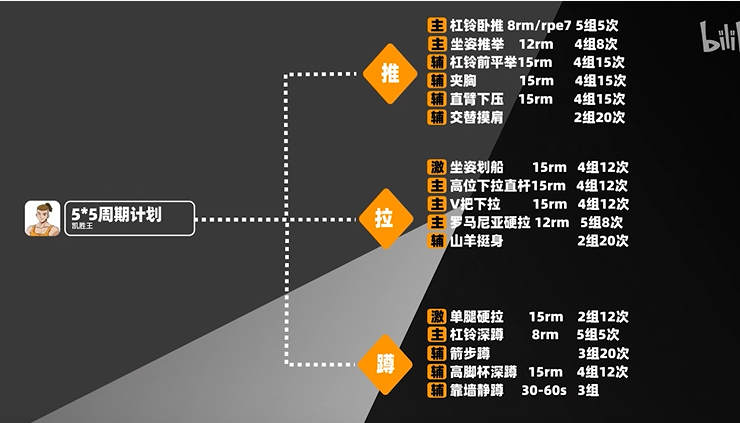 bili
推
主 杠铃卧推 8rm/rpe7 5组5次
主 坐姿推举 12rm 4组8次
辅 杠铃前平举15rm 4组15次
辅 夹胸 15rm 4组15次
辅 直臂下压 15rm 4组15次
辅 交替摸肩 2组20次
5*5周期计划
凯胜王
拉
激 坐姿划船 15rm 4组12次
主 高位下拉直杆15rm 4组12次
主 V把下拉 15rm 4组12次
主 罗马尼亚硬拉 12rm 5组8次
辅 山羊挺身 2组20次
蹲
激 单腿硬拉 15rm 2组12次
主 杠铃深蹲 8rm 5组5次
辅 箭步蹲 3组20次
辅 高脚杯深蹲 15rm 4组12次
辅 靠墙静蹲 30-60s 3组